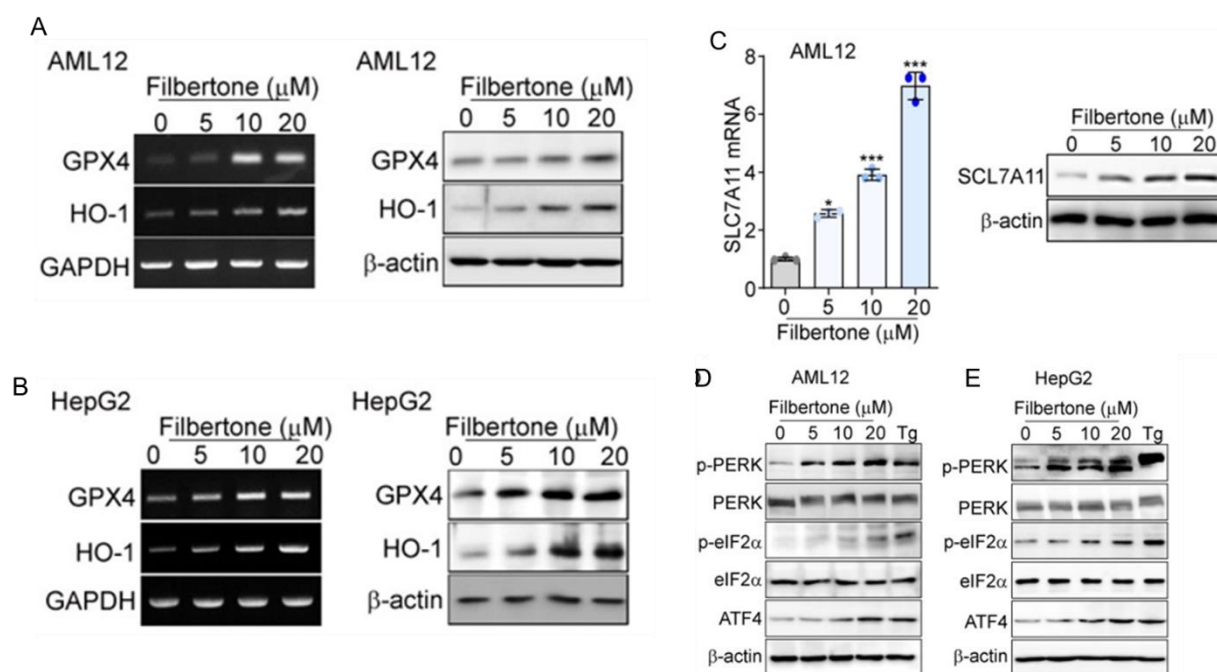 A
AML12
Filbertone (μM)
0 5 10 20
GPX4
HO-1
GAPDH
AML12
Filbertone (μM)
0 5 10 20
GPX4
HO-1
β-actin
B
HepG2
Filbertone (μM)
0 5 10 20
GPX4
HO-1
GAPDH
HepG2
Filbertone (μM)
0 5 10 20
GPX4
HO-1
β-actin
C
AML12
SLC7A11 mRNA
8
6
4
2
0
*
***
***
0 5 10 20
Filbertone (μM)
Filbertone (μM)
0 5 10 20
SCL7A11
β-actin
D
AML12
Filbertone (μM)
0 5 10 20 Tg
p-PERK
PERK
p-eIF2α
eIF2α
ATF4
β-actin
E
HepG2
Filbertone (μM)
0 5 10 20 Tg
p-PERK
PERK
p-eIF2α
eIF2α
ATF4
β-actin